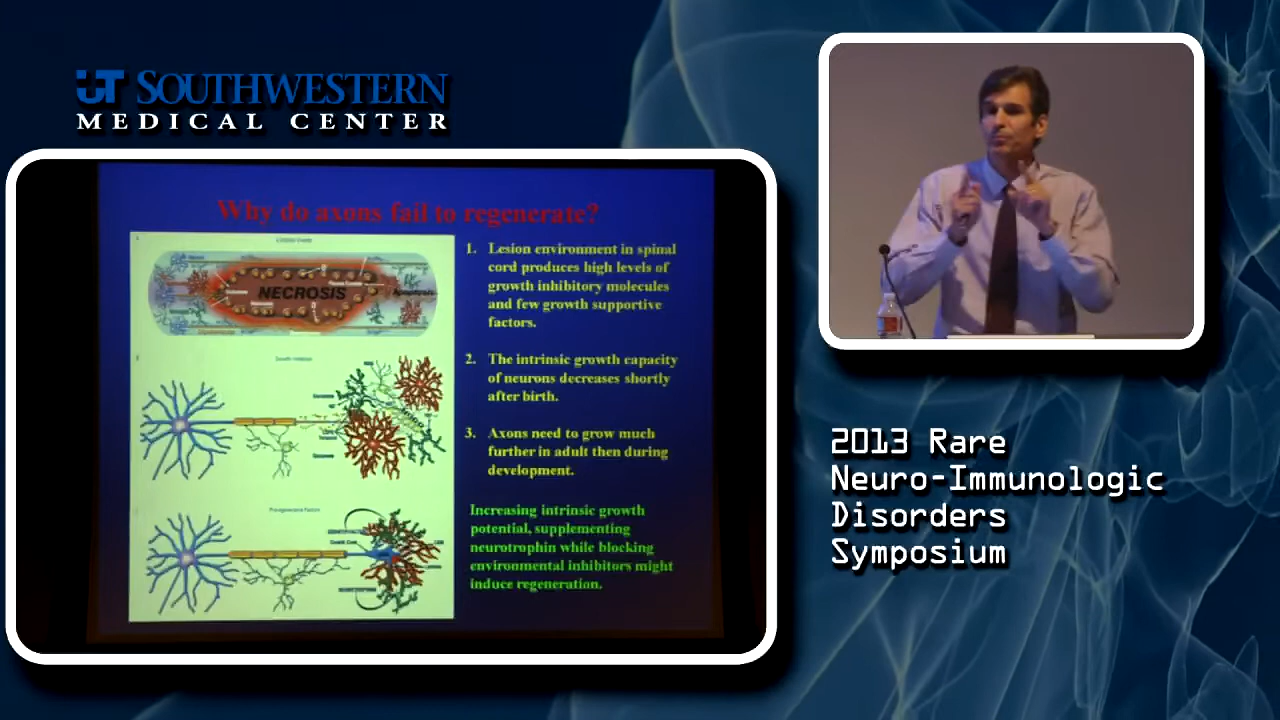 UT SOUTHWESTERN
MEDICAL CENTER
Why do axons fail to regenerate?
NECROSIS
Apoptosis
1. Lesion environment in spinal
cord produces high levels of
growth inhibitory molecules
and few growth supportive
factors.
2. The intrinsic growth capacity
of neurons decreases shortly
after birth.
3. Axons need to grow much
further in adult then during
development.
Increasing intrinsic growth
potential, supplementing
neurotrophin while blocking
environmental inhibitors might
induce regeneration.
2013 Rare
Neuro-Immunologic
Disorders
Symposium